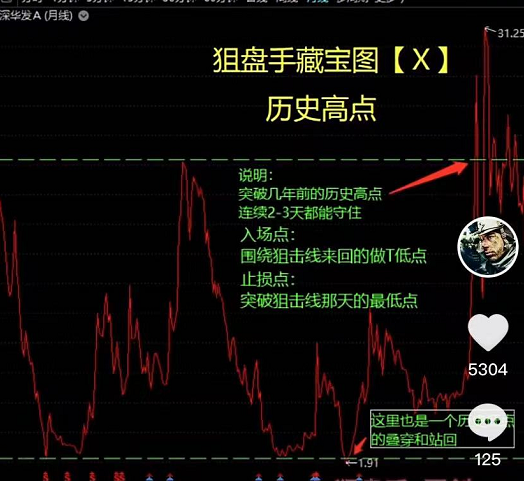 深华发A (月线)
31.25
狙盘手藏宝图【X】
历史高点
说明:
突破几年前的历史高点
连续2-3天都能守住
入场点:
围绕狙击线来回的做T低点
止损点:
突破狙击线那天的最低点
5304
这里也是一个历
点
的叠穿和站回
1.91
125